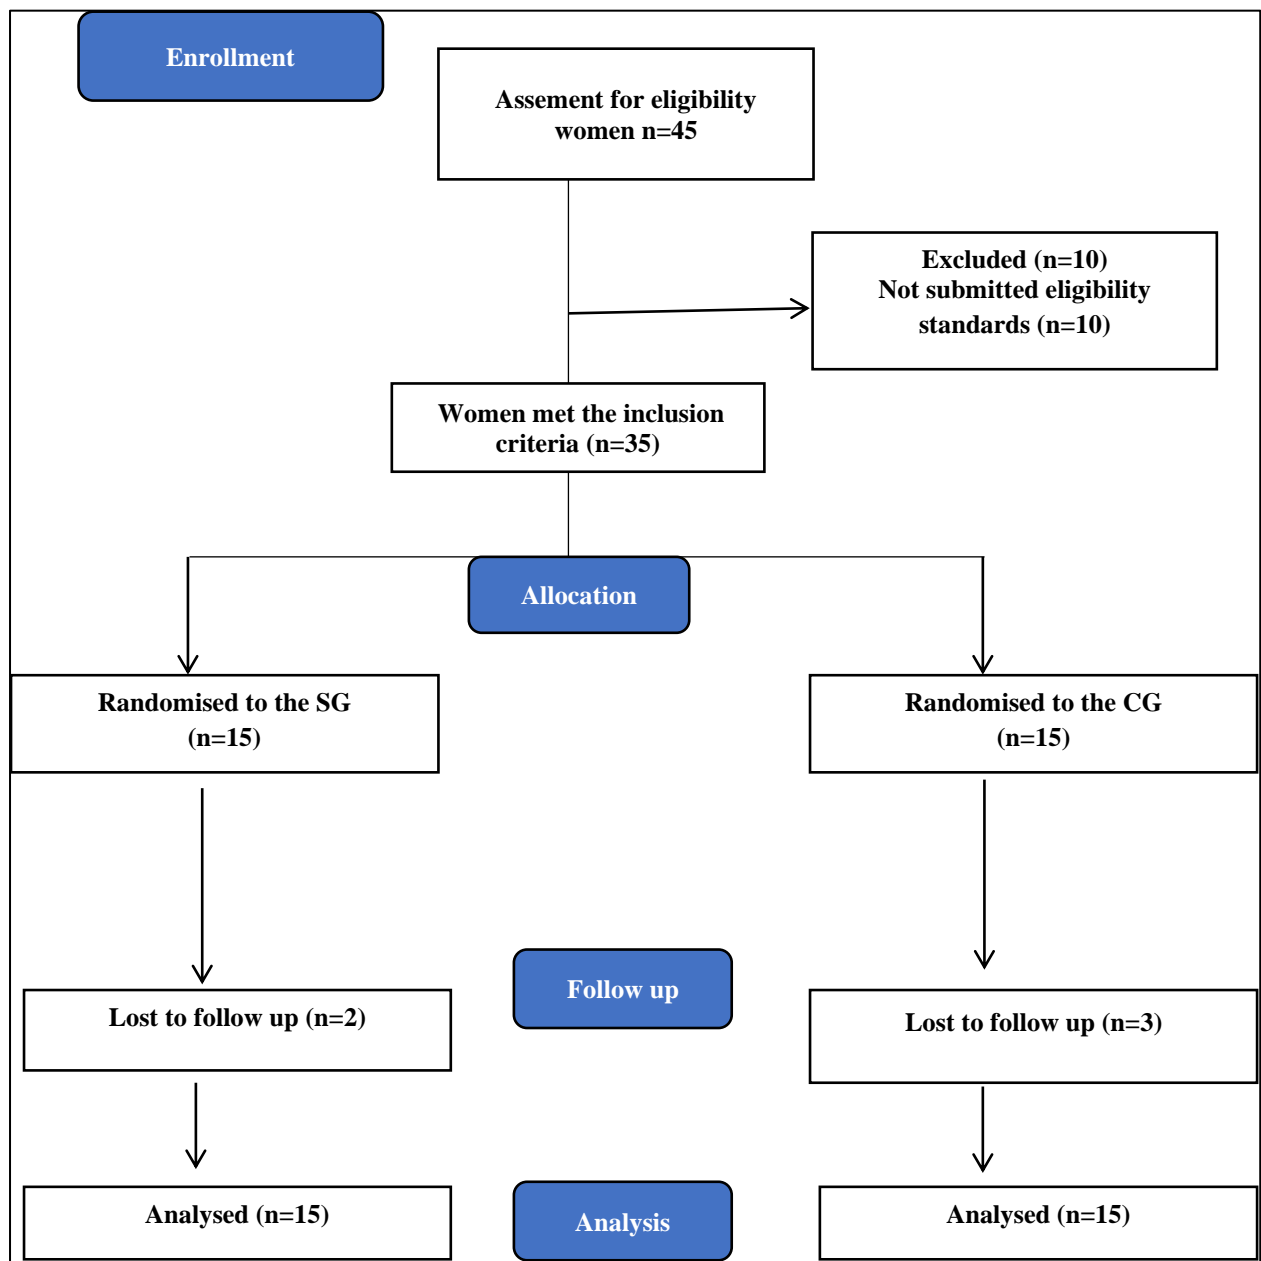 Enrollment
Assement for eligibility
women n=45
Excluded (n=10)
Not submitted eligibility
standards (n=10)
Women met the inclusion
criteria (n=35)
Allocation
Randomised to the SG
(n=15)
Randomised to the CG
(n=15)
Follow up
Lost to follow up (n=2)
Lost to follow up (n=3)
Analysed (n=15)
Analysis
Analysed (n=15)